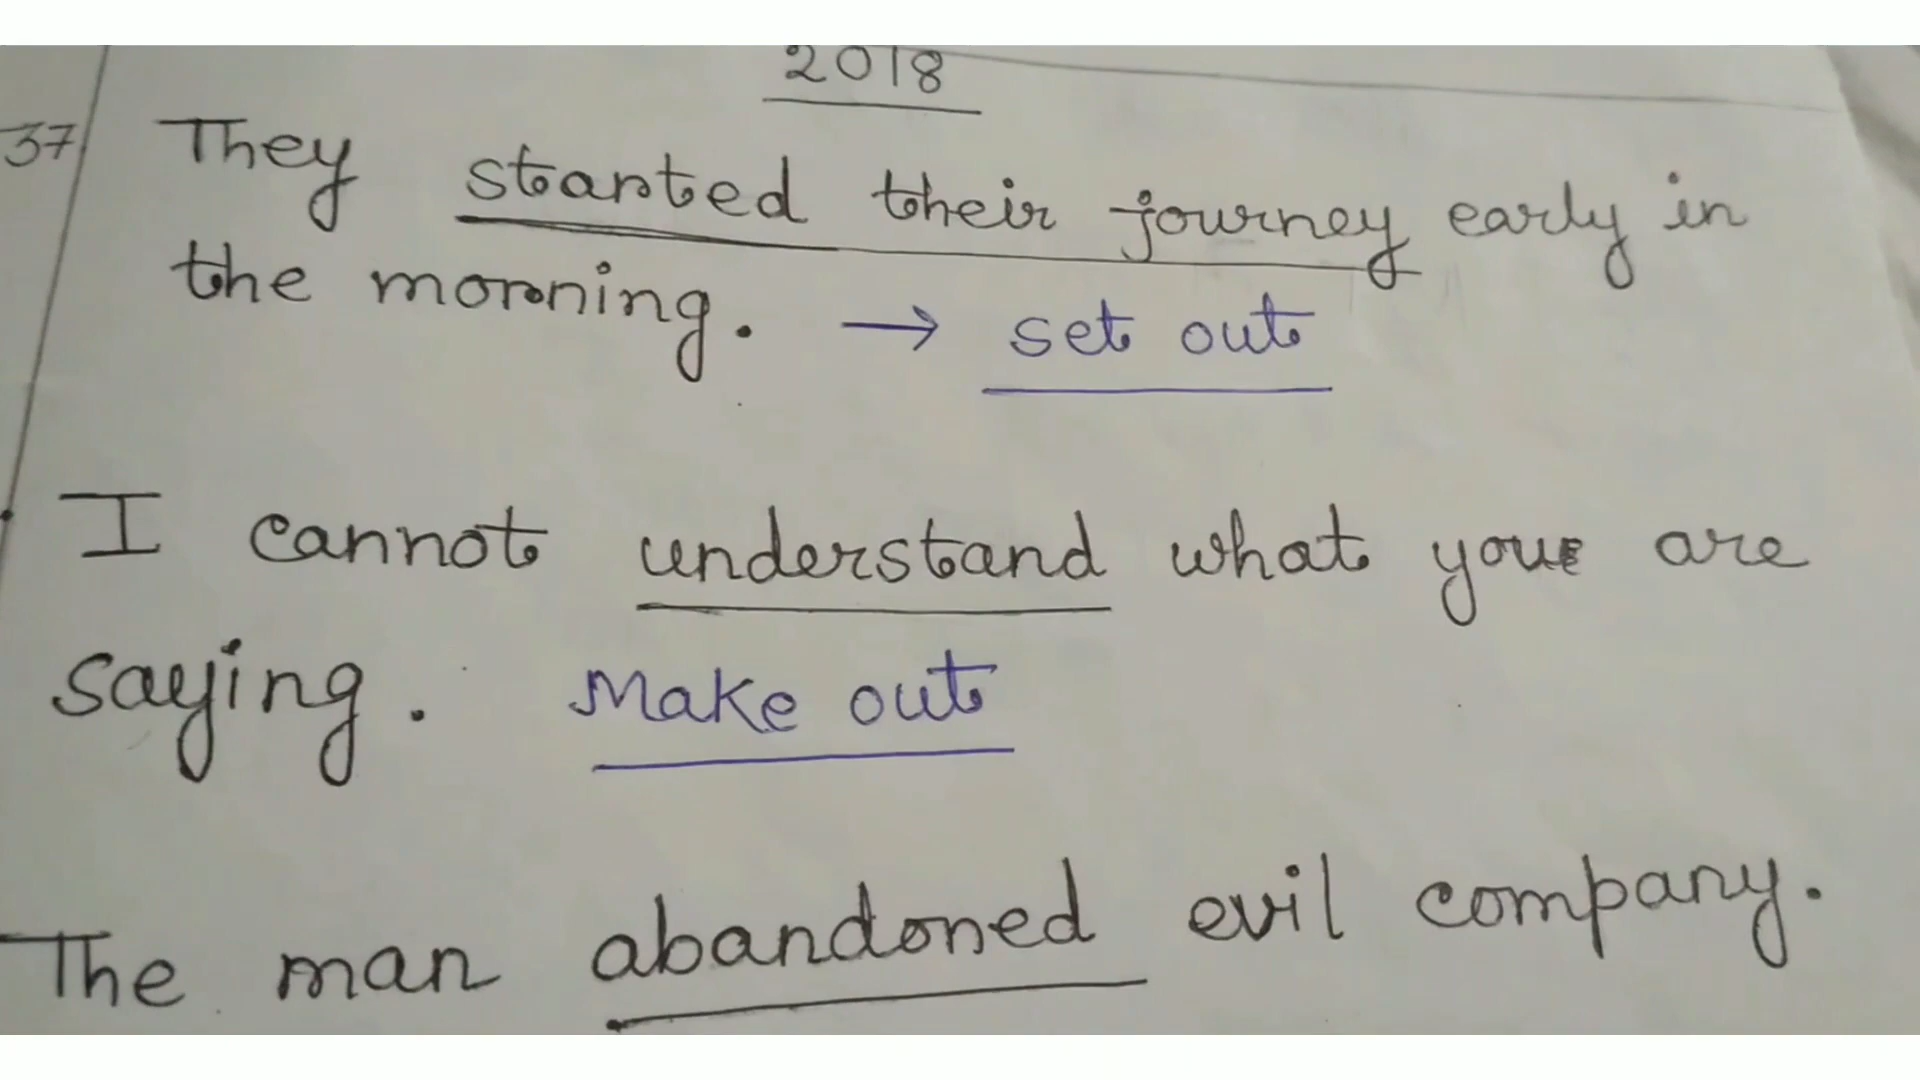 2018
37 They started their journey early in
the morning. → set out
I cannot understand what you are
saying. Make out
The man abandoned evil company.